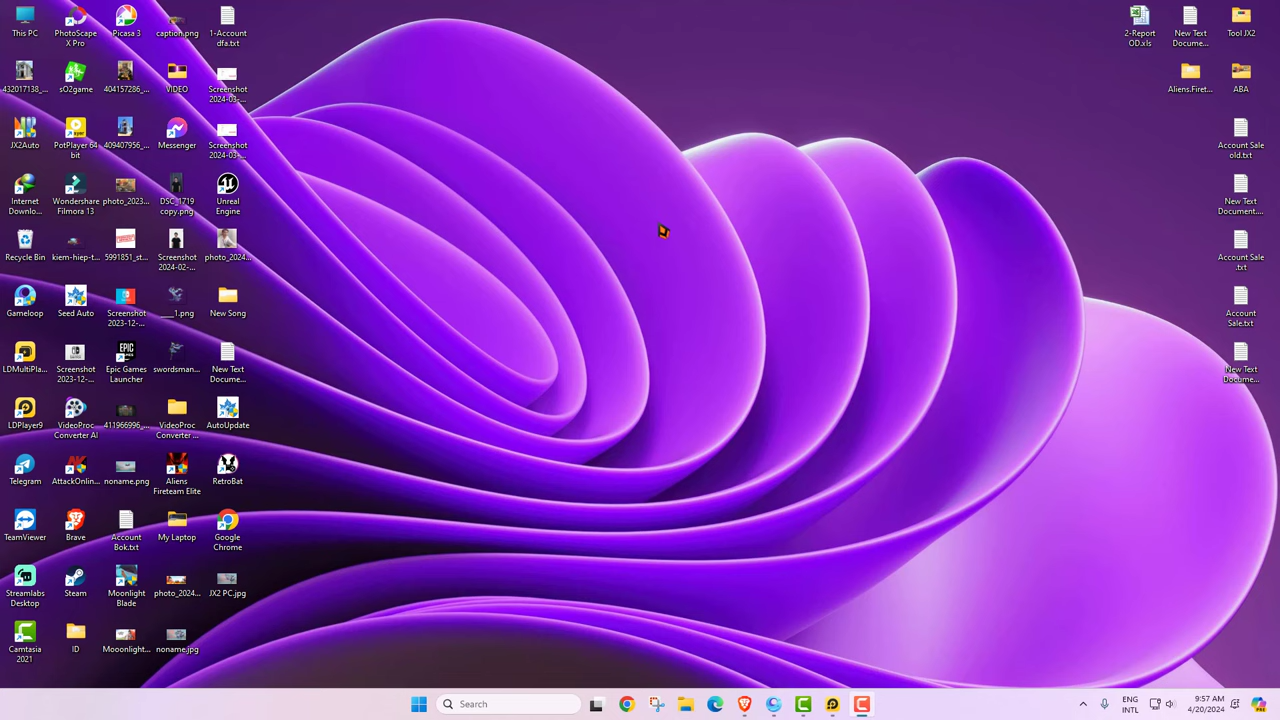 This PC
PhotoScape
X Pro
Picasa 3
caption.png
1-Account
dfa.txt
432017138_...
sO2game
404157286_...
VIDEO
Screenshot
2024-03-...
JX2Auto
PotPlayer 64
bit
409407956_...
Messenger
Screenshot
2024-03-...
Internet
Downlo...
Wondershare
Filmora 13
photo_2023...
DSC_1719
copy.png
Unreal
Engine
Recycle Bin
kiem-hiep-t...
5991851_st...
Screenshot
2024-02-...
photo_2024...
Gameloop
Seed Auto
Screenshot
2023-12-...
___1.png
New Song
LDMultiPla...
Screenshot
2023-12-...
Epic Games
Launcher
swordsman...
New Text
Docume...
LDPlayer9
VideoProc
Converter AI
411966996_...
VideoProc
Converter ...
AutoUpdate
Telegram
AttackOnlin...
noname.png
Aliens
Fireteam Elite
RetroBat
TeamViewer
Brave
Account
Bok.txt
My Laptop
Google
Chrome
Streamlabs
Desktop
Steam
Moonlight
Blade
photo_2024...
JX2 PC.jpg
Camtasia
2021
ID
Mooonlight...
noname.jpg
2-Report
OD.xls
New Text
Docume...
Tool JX2
Aliens.Firet...
ABA
Account Sale
old.txt
New Text
Document....
Account Sale
.txt
Account
Sale.txt
New Text
Docume...
Search
ENG
INTL
9:57 AM
4/20/2024